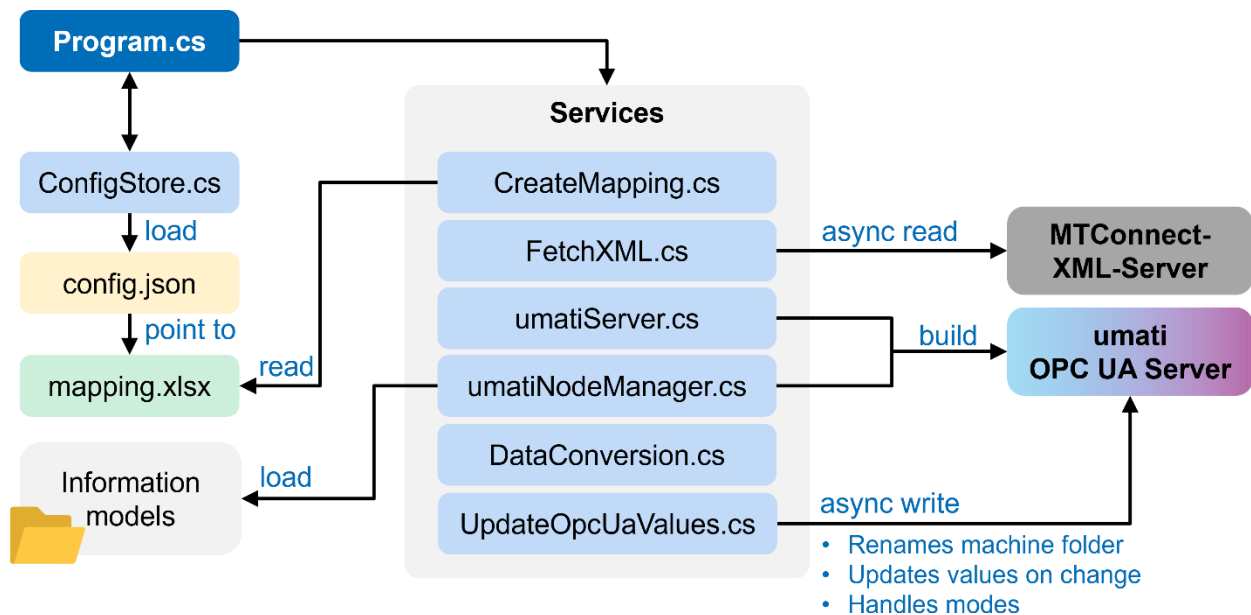 Program.cs
ConfigStore.cs
load
config.json
point to
mapping.xlsx
Information
models
Services
CreateMapping.cs
FetchXML.cs
umatiServer.cs
umatiNodeManager.cs
DataConversion.cs
UpdateOpcUaValues.cs
read
load
async read
MTConnect-
XML-Server
build
umati
OPC UA Server
async write
• Renames machine folder
• Updates values on change
• Handles modes